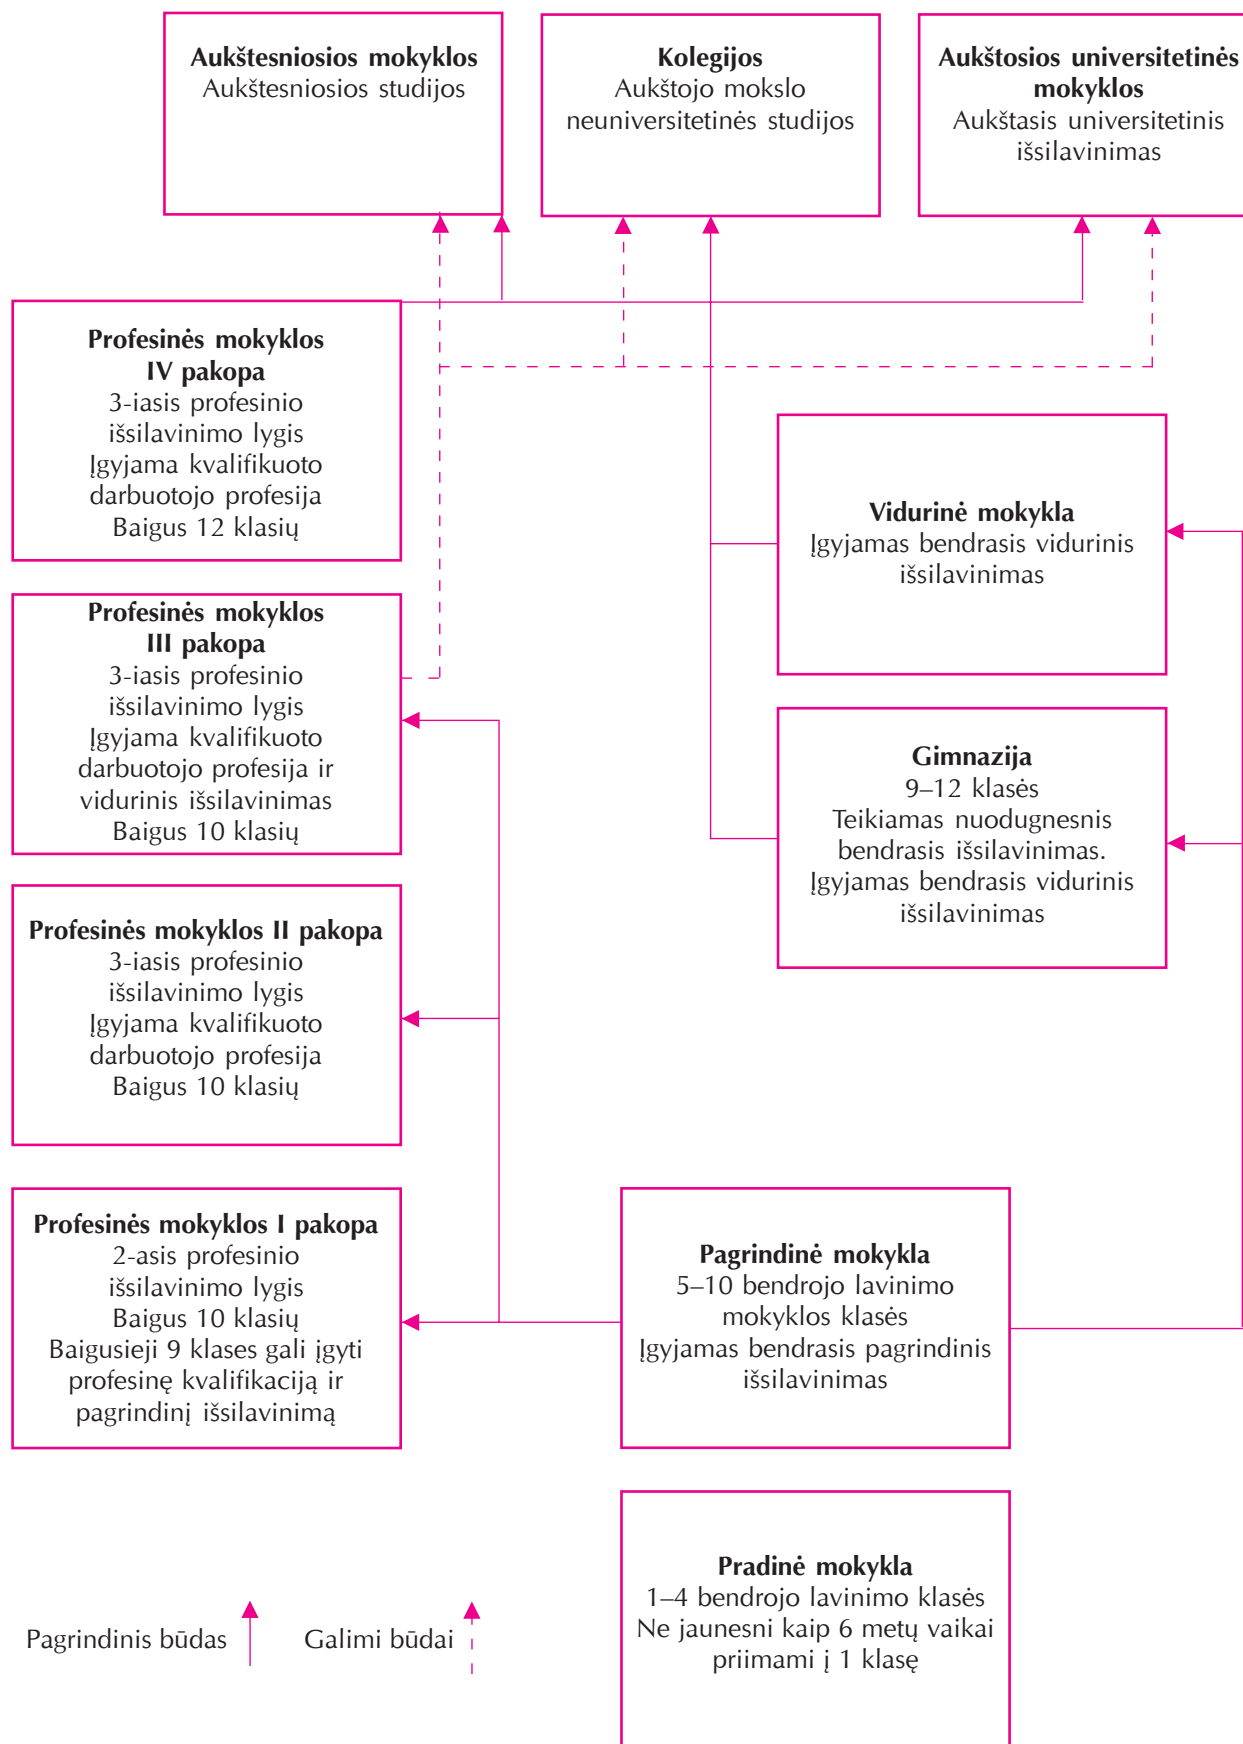 Aukštesniosios mokyklos
Aukštesniosios studijos
Kolegijos
Aukštojo mokslo
neuniversitetinės studijos
Aukštosios universitetinės
mokyklos
Aukštasis universitetinis
išsilavinimas
Profesinės mokyklos
IV pakopa
3-iasis profesinio
išsilavinimo lygis
Įgyjama kvalifikuoto
darbuotojo profesija
Baigus 12 klasių
Vidurinė mokykla
Įgyjamas bendrasis vidurinis
išsilavinimas
Profesinės mokyklos
III pakopa
3-iasis profesinio
išsilavinimo lygis
Įgyjama kvalifikuoto
darbuotojo profesija ir
vidurinis išsilavinimas
Baigus 10 klasių
Gimnazija
9–12 klasės
Teikiamas nuodugnesnis
bendrasis išsilavinimas.
Įgyjamas bendrasis vidurinis
išsilavinimas
Profesinės mokyklos II pakopa
3-iasis profesinio
išsilavinimo lygis
Įgyjama kvalifikuoto
darbuotojo profesija
Baigus 10 klasių
Profesinės mokyklos I pakopa
2-asis profesinio
išsilavinimo lygis
Baigus 10 klasių
Baigusieji 9 klases gali įgyti
profesinę kvalifikaciją ir
pagrindinį išsilavinimą
Pagrindinė mokykla
5–10 bendrojo lavinimo
mokyklos klasės
Įgyjamas bendrasis pagrindinis
išsilavinimas
Pradinė mokykla
1–4 bendrojo lavinimo klasės
Ne jaunesni kaip 6 metų vaikai
priimami į 1 klasę
Pagrindinis būdas
Galimi būdai